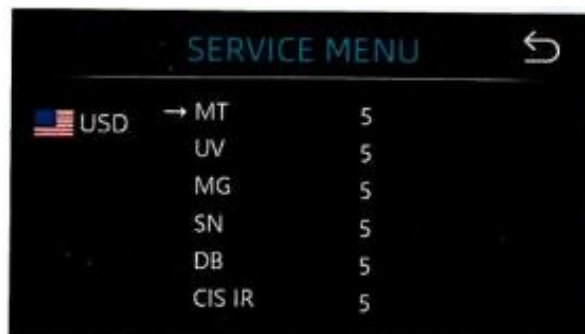 SERVICE MENU
USD → MT 5
UV 5
MG 5
SN 5
DB 5
CIS IR 5